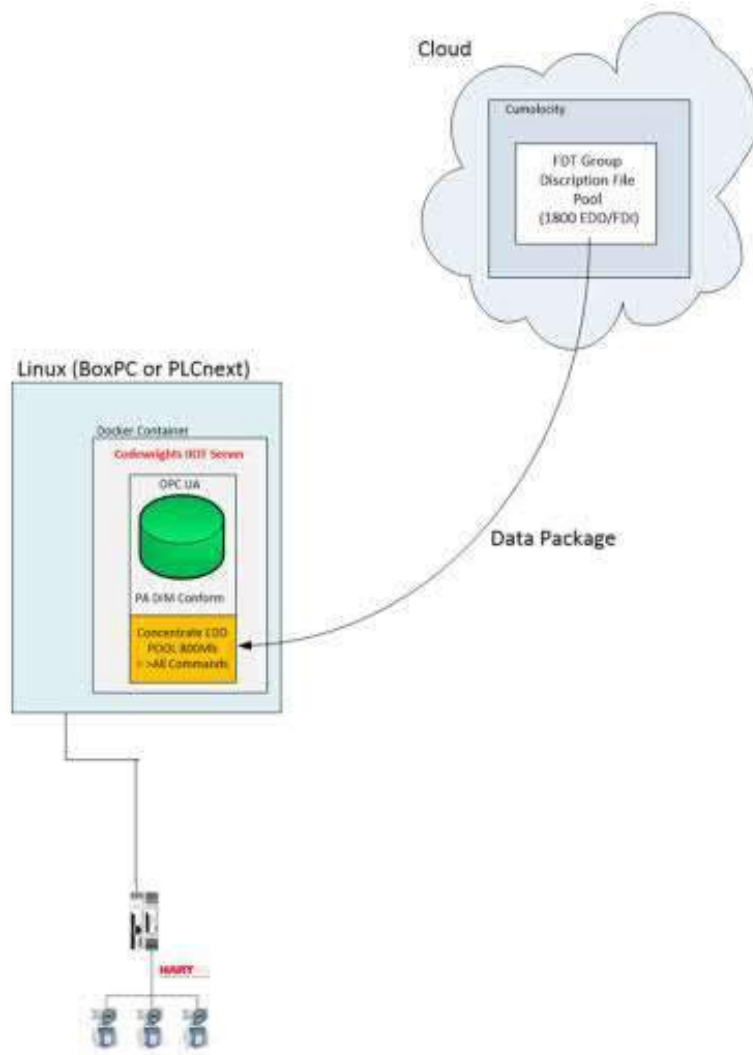 Cloud
Cumolocity
FDT Group
Discription File
Pool
(1800 EDD/FDI)
Linux (BoxPC or PLCnext)
Docker Container
Codewrights IIOT Server
OPC UA
PA DIM Conform
Data Package
Concentrate EDD
POOL 800Mb
= >All Commands
HART